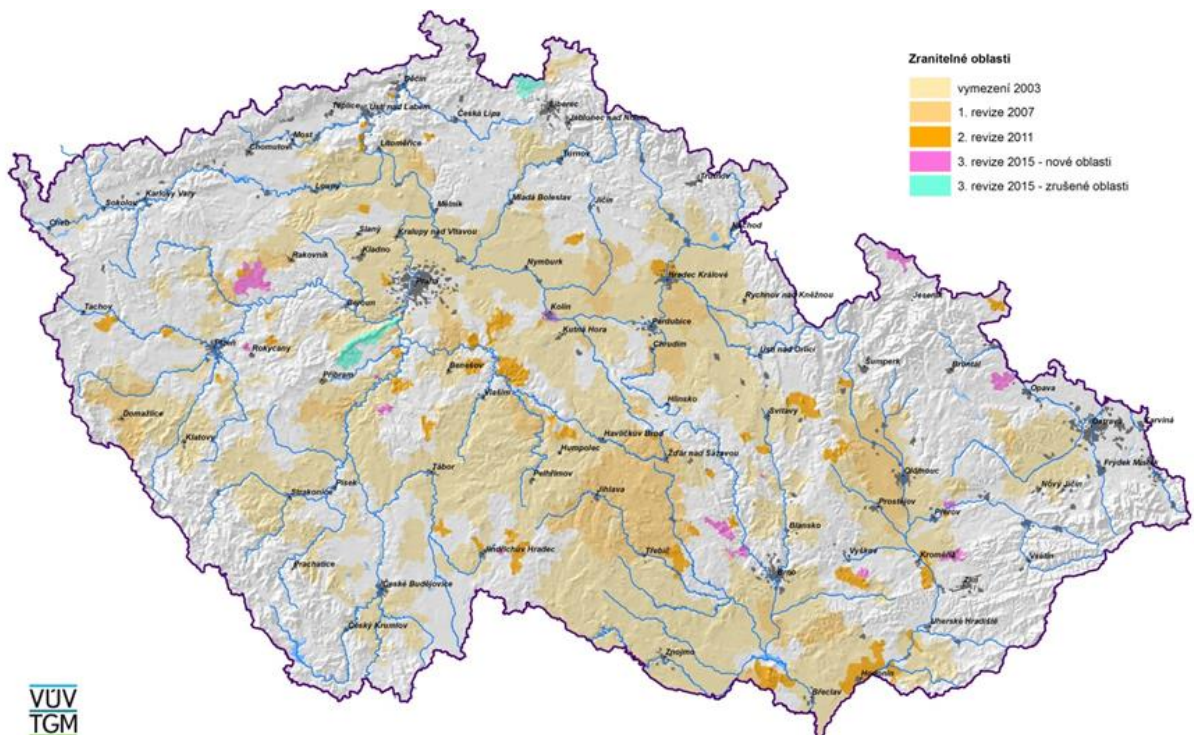 Zranitelné oblasti
vymezení 2003
1. revize 2007
2. revize 2011
3. revize 2015 - nové oblasti
3. revize 2015 - zrušené oblasti
Děčín
Teplice
Ústí nad Labem
Česká Lípa
Liberec
Jablonec nad Nisou
Most
Chomutov
Litoměřice
Turnov
Trutnov
Louny
Karlovy Vary
Sokolov
Cheb
Mělník
Mladá Boleslav
Jičín
Náchod
Slaný
Kralupy nad Vltavou
Kladno
Rakovník
Praha
Nymburk
Hradec Králové
Rychnov nad Kněžnou
Jeseník
Tachov
Beroun
Kolín
Pardubice
Kutná Hora
Plzeň
Rokycany
Chrudim
Ústí nad Orlicí
Šumperk
Bruntál
Příbram
Benešov
Opava
Vlašim
Hlinsko
Svitavy
Ostrava
Karviná
Domažlice
Klatovy
Humpolec
Havlíčkův Brod
Žďár nad Sázavou
Frýdek Místek
Tábor
Pelhřimov
Olomouc
Nový Jičín
Strakonice
Písek
Jihlava
Prostějov
Přerov
Blansko
Jindřichův Hradec
Třebíč
Vyškov
Kroměříž
Vsetín
Prachatice
Brno
Zlín
České Budějovice
Český Krumlov
Uherské Hradiště
Znojmo
Hodonín
Břeclav
VÚV
TGM